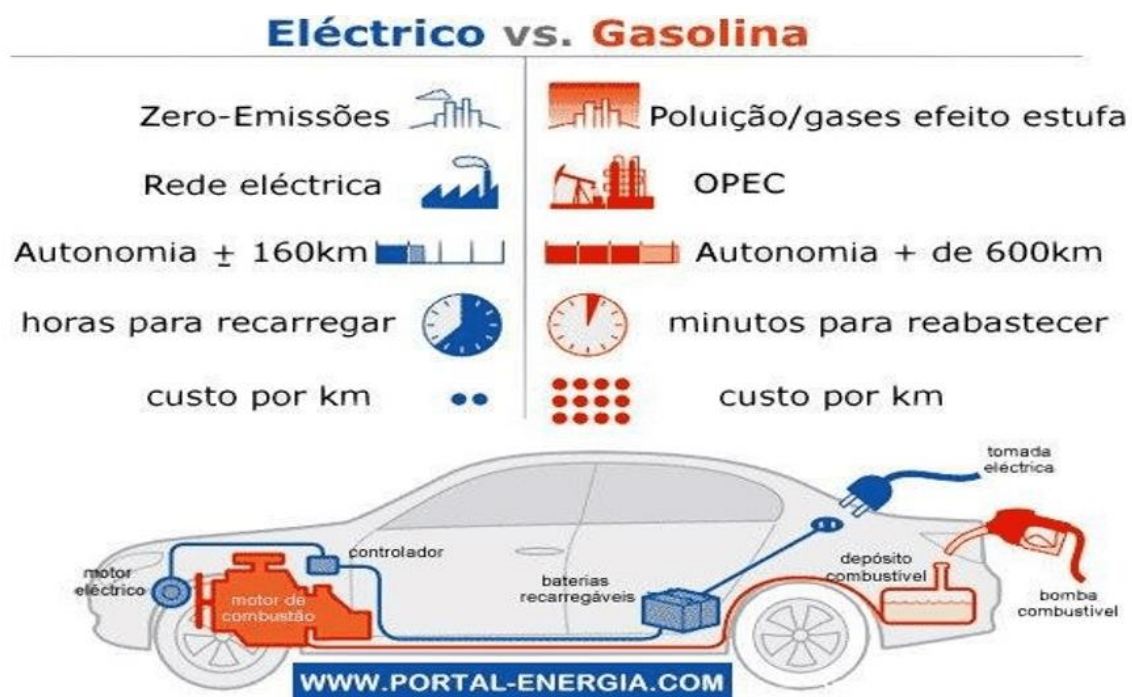 Eléctrico vs. Gasolina
Zero-Emissões
Poluição/gases efeito estufa
Rede eléctrica
OPEC
Autonomia ± 160km
Autonomia + de 600km
horas para recarregar
minutos para reabastecer
custo por km
custo por km
tomada
eléctrica
controlador
motor
eléctrico
motor de
combustão
baterias
recarregáveis
depósito
combustível
bomba
combustível
WWW.PORTAL-ENERGIA.COM